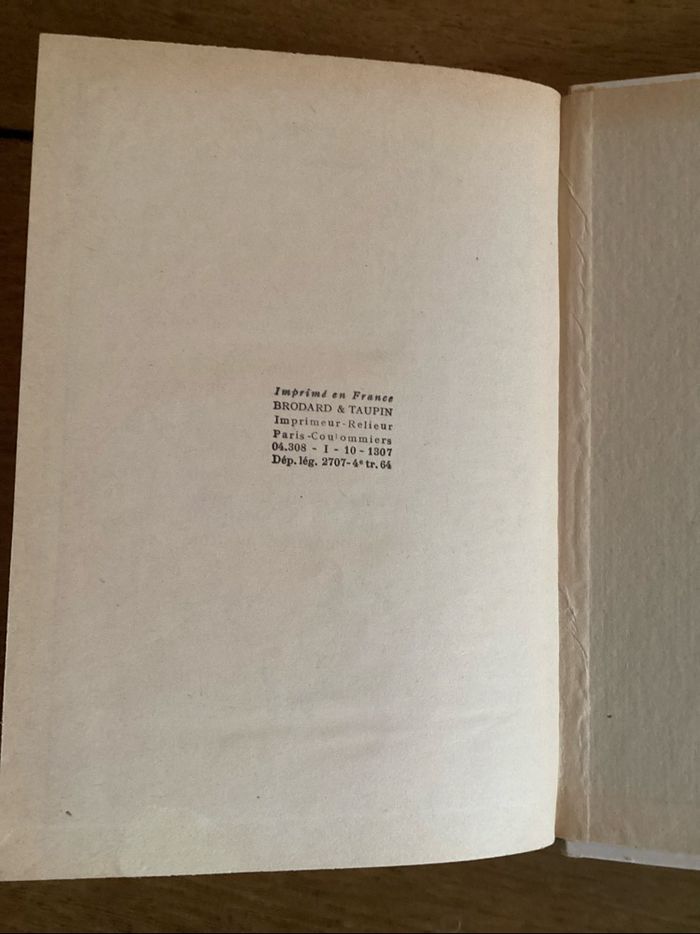 Imprimé en France
BRODARD & TAUPIN
Imprimeur-Relieur
Paris-Coulommiers
04.308 - I - 10 - 1307
Dép. lég. 2707-4e tr. 64